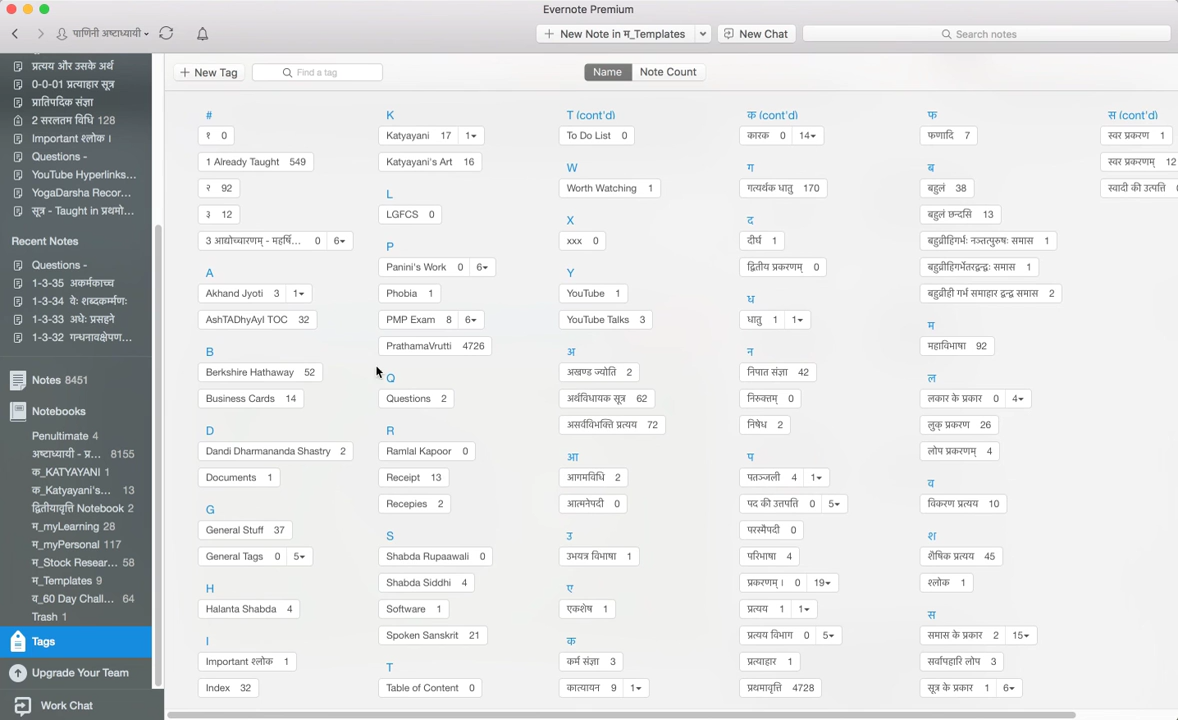 Evernote Premium
पाणिनी अष्टाध्यायी
New Note in म_Templates
New Chat
Search notes
प्रत्यय और उसके अर्थ
0-0-01 प्रत्याहार सूत्र
प्रातिपदिक संज्ञा
2 सरलतम विधि 128
Important श्लोक ।
Questions -
YouTube Hyperlinks...
YogaDarsha Recor...
सूत्र - Taught in प्रथमो...
Recent Notes
Questions -
1-3-35 अकर्मकाच्च
1-3-34 वेः शब्दकर्म्मणः
1-3-33 अधेः प्रसहने
1-3-32 गन्धनावक्षेपण...
Notes 8451
Notebooks
Penultimate 4
अष्टाध्यायी - प्र... 8155
क_KATYAYANI 1
क_Katyayani's... 13
द्वितीयावृत्ति Notebook 2
म_myLearning 28
म_myPersonal 117
म_Stock Resear... 58
म_Templates 9
व_60 Day Chall... 64
Trash 1
Tags
Upgrade Your Team
Work Chat
New Tag
Find a tag
Name
Note Count
#
१ 0
1 Already Taught 549
२ 92
३ 12
3 आद्योच्चारणम् - महर्षि... 0 6
A
Akhand Jyoti 3 1
AshTADhyAyI TOC 32
B
Berkshire Hathaway 52
Business Cards 14
D
Dandi Dharmananda Shastry 2
Documents 1
G
General Stuff 37
General Tags 0 5
H
Halanta Shabda 4
I
Important श्लोक 1
Index 32
K
Katyayani 17 1
Katyayani's Art 16
L
LGFCS 0
P
Panini's Work 0 6
Phobia 1
PMP Exam 8 6
PrathamaVrutti 4726
Q
Questions 2
R
Ramlal Kapoor 0
Receipt 13
Recepies 2
S
Shabda Rupaawali 0
Shabda Siddhi 4
Software 1
Spoken Sanskrit 21
T
Table of Content 0
T (cont'd)
To Do List 0
W
Worth Watching 1
X
xxx 0
Y
YouTube 1
YouTube Talks 3
अ
अखण्ड ज्योति 2
अर्थविधायक सूत्र 62
असर्वविभक्ति प्रत्यय 72
आ
आगमविधि 2
आत्मनेपदी 0
उ
उभयत्र विभाषा 1
ए
एकशेष 1
क
कर्म संज्ञा 3
कात्यायन 9 1
क (cont'd)
कारक 0 14
ग
गत्यर्थक धातु 170
द
दीर्घ 1
द्वितिय प्रकरणम् 0
ध
धातु 1 1
न
निपात संज्ञा 42
निरुक्तम् 0
निषेध 2
प
पतञ्जली 4 1
पद की उत्तपति 0 5
परस्मैपदी 0
परिभाषा 4
प्रकरणम् । 0 19
प्रत्यय 1 1
प्रत्यय विभाग 0 5
प्रत्याहार 1
प्रथमावृत्ति 4728
फ
फणादि 7
ब
बहुलं 38
बहुलं छन्दसि 13
बहुव्रीहिगर्भः नञ्तत्पुरुषः समास 1
बहुव्रीहिगर्भेतरद्वन्द्वः समास 1
बहुव्रीही गर्भ समाहार द्वन्द्व समास 2
म
महाविभाषा 92
ल
लकार के प्रकार 0 4
लुक् प्रकरण 26
लोप प्रकरणम् 4
व
विकरण प्रत्यय 10
श
शेषिक प्रत्यय 45
श्लोक 1
स
समास के प्रकार 2 15
सर्वापहारि लोप 3
सूत्र के प्रकार 1 6
स (cont'd)
स्वर प्रकरण 1
स्वर प्रकरणम् 12
स्वादी की उत्पत्ति